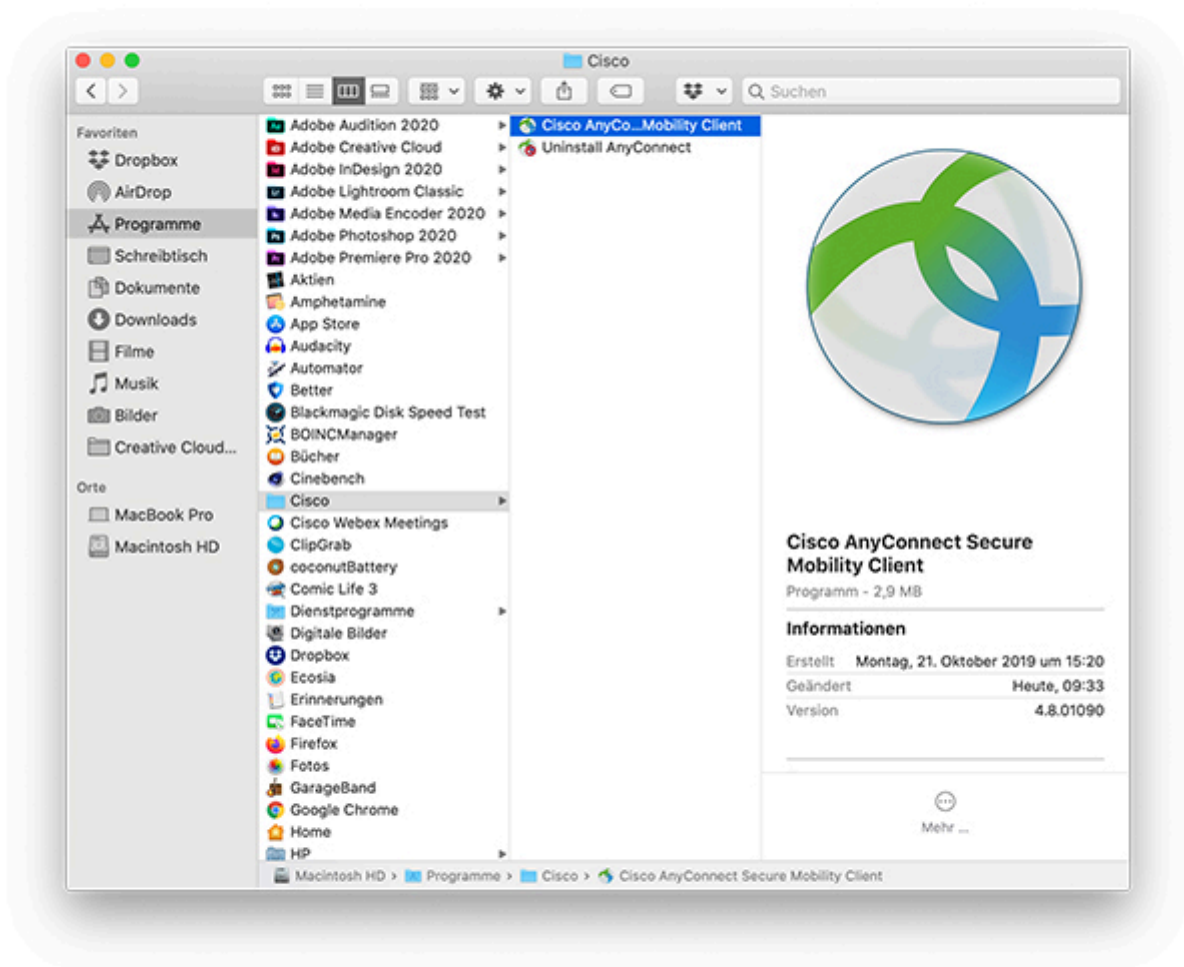 Cisco
Suchen
Favoriten
Dropbox
AirDrop
Programme
Schreibtisch
Dokumente
Downloads
Filme
Musik
Bilder
Creative Cloud...
Orte
MacBook Pro
Macintosh HD
Adobe Audition 2020
Adobe Creative Cloud
Adobe InDesign 2020
Adobe Lightroom Classic
Adobe Media Encoder 2020
Adobe Photoshop 2020
Adobe Premiere Pro 2020
Aktien
Amphetamine
App Store
Audacity
Automator
Better
Blackmagic Disk Speed Test
BOINCManager
Bücher
Cinebench
Cisco
Cisco Webex Meetings
ClipGrab
coconutBattery
Comic Life 3
Dienstprogramme
Digitale Bilder
Dropbox
Ecosia
Erinnerungen
FaceTime
Firefox
Fotos
GarageBand
Google Chrome
Home
HP
Cisco AnyCo...Mobility Client
Uninstall AnyConnect
Cisco AnyConnect Secure
Mobility Client
Programm - 2,9 MB
Informationen
Erstellt Montag, 21. Oktober 2019 um 15:20
Geändert Heute, 09:33
Version 4.8.01090
Mehr ...
Macintosh HD › Programme › Cisco › Cisco AnyConnect Secure Mobility Client